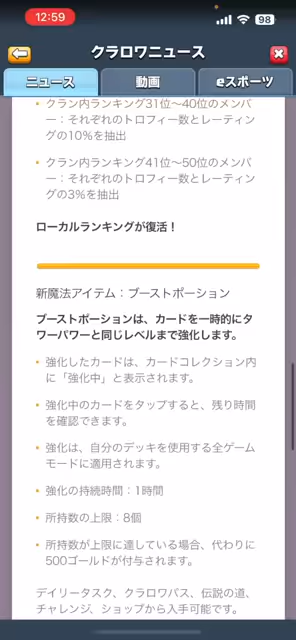 12:59
98
クラロワニュース
ニュース
動画
eスポーツ
クラン内ランキング31位〜40位のメンバ
ー：それぞれのトロフィー数とレーティ
ングの10%を抽出
クラン内ランキング41位〜50位のメンバ
ー：それぞれのトロフィー数とレーティ
ングの3%を抽出
ローカルランキングが復活！
新魔法アイテム：ブーストポーション
ブーストポーションは、カードを一時的にタ
ワーパワーと同じレベルまで強化します。
強化したカードは、カードコレクション内
に「強化中」と表示されます。
強化中のカードをタップすると、残り時間
を確認できます。
強化は、自分のデッキを使用する全ゲーム
モードに適用されます。
強化の持続時間：1時間
所持数の上限：8個
所持数が上限に達している場合、代わりに
500ゴールドが付与されます。
デイリータスク、クラロワパス、伝説の道、
チャレンジ、ショップから入手可能です。